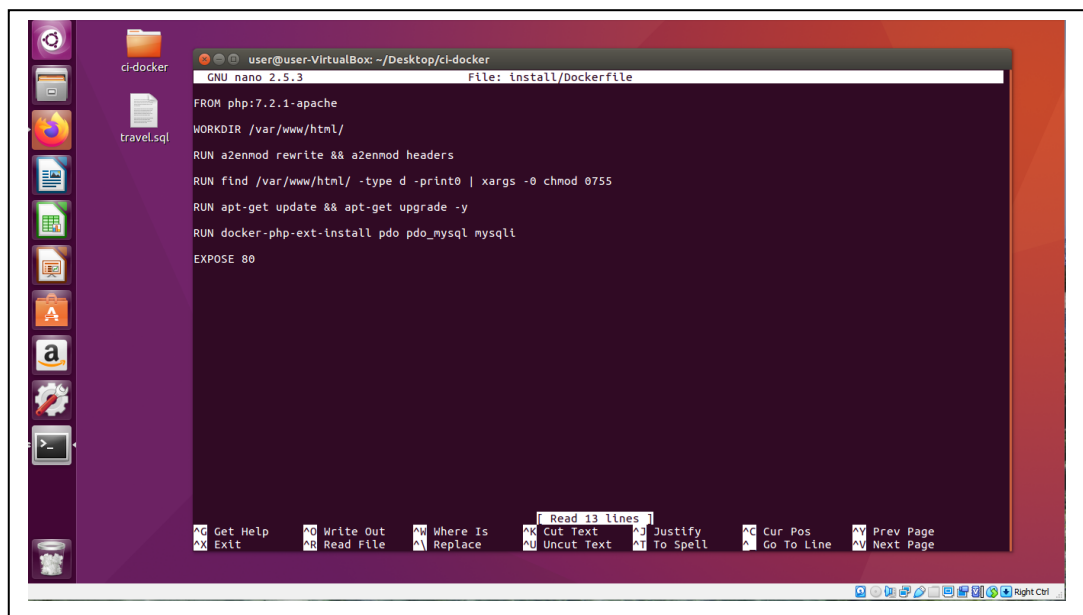 ci-docker
travel.sql
user@user-VirtualBox: ~/Desktop/ci-docker
GNU nano 2.5.3 File: install/Dockerfile
FROM php:7.2.1-apache
WORKDIR /var/www/html/
RUN a2enmod rewrite && a2enmod headers
RUN find /var/www/html/ -type d -print0 | xargs -0 chmod 0755
RUN apt-get update && apt-get upgrade -y
RUN docker-php-ext-install pdo pdo_mysql mysqli
EXPOSE 80
[ Read 13 lines ]
^G Get Help ^O Write Out ^W Where Is ^K Cut Text ^J Justify ^C Cur Pos ^Y Prev Page
^X Exit ^R Read File ^\ Replace ^U Uncut Text ^T To Spell ^_ Go To Line ^V Next Page
Right Ctrl